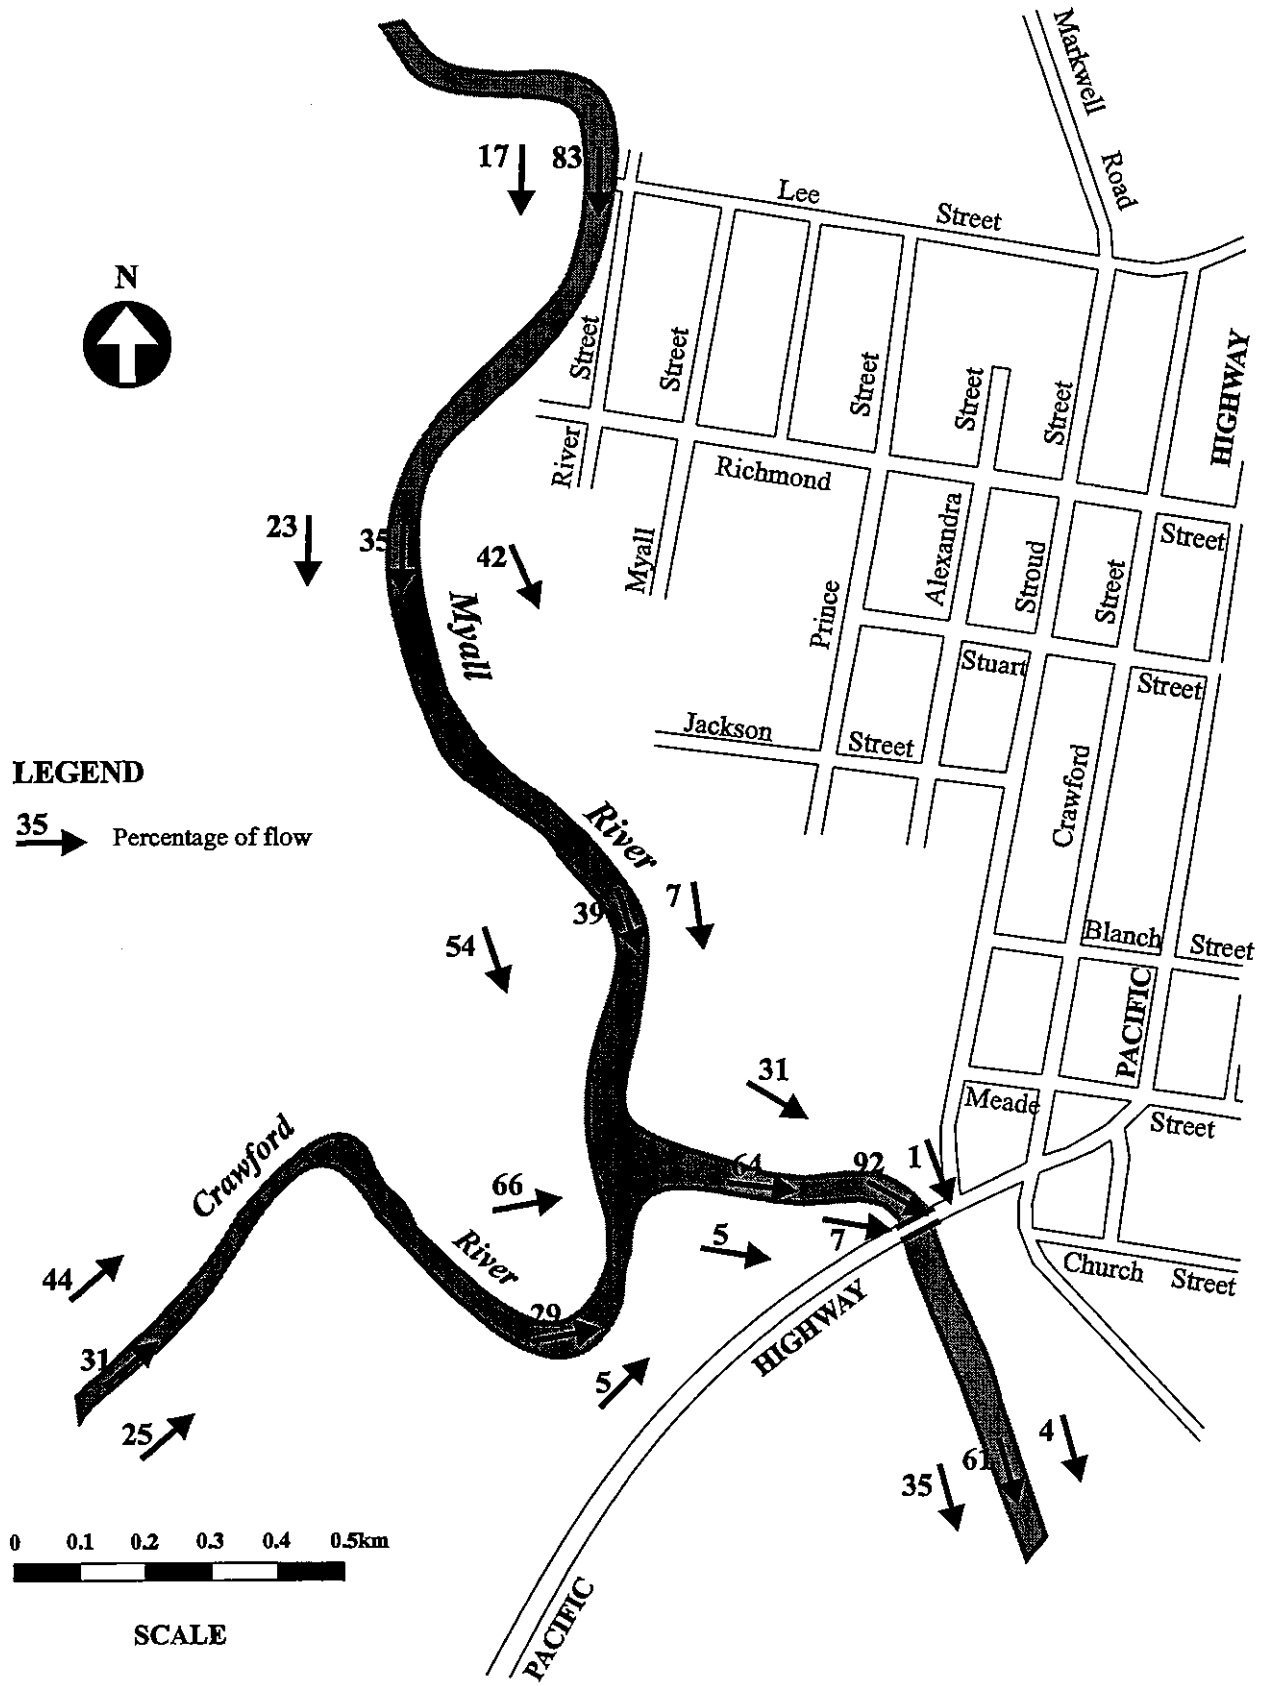 Markwell
Road
17
83
Lee
Street
N
Street
Street
Street
Street
Street
HIGHWAY
River
Richmond
Street
23
35
42
Myall
Alexandra
Stroud
Street
Prince
Myall
Stuart
Street
Jackson
Street
Crawford
LEGEND
35
Percentage of flow
River
7
39
54
Blanch
Street
PACIFIC
31
Meade
Street
Crawford
64
92
1
66
River
5
7
44
Church
Street
29
HIGHWAY
31
5
25
4
61
35
0 0.1 0.2 0.3 0.4 0.5km
SCALE
PACIFIC